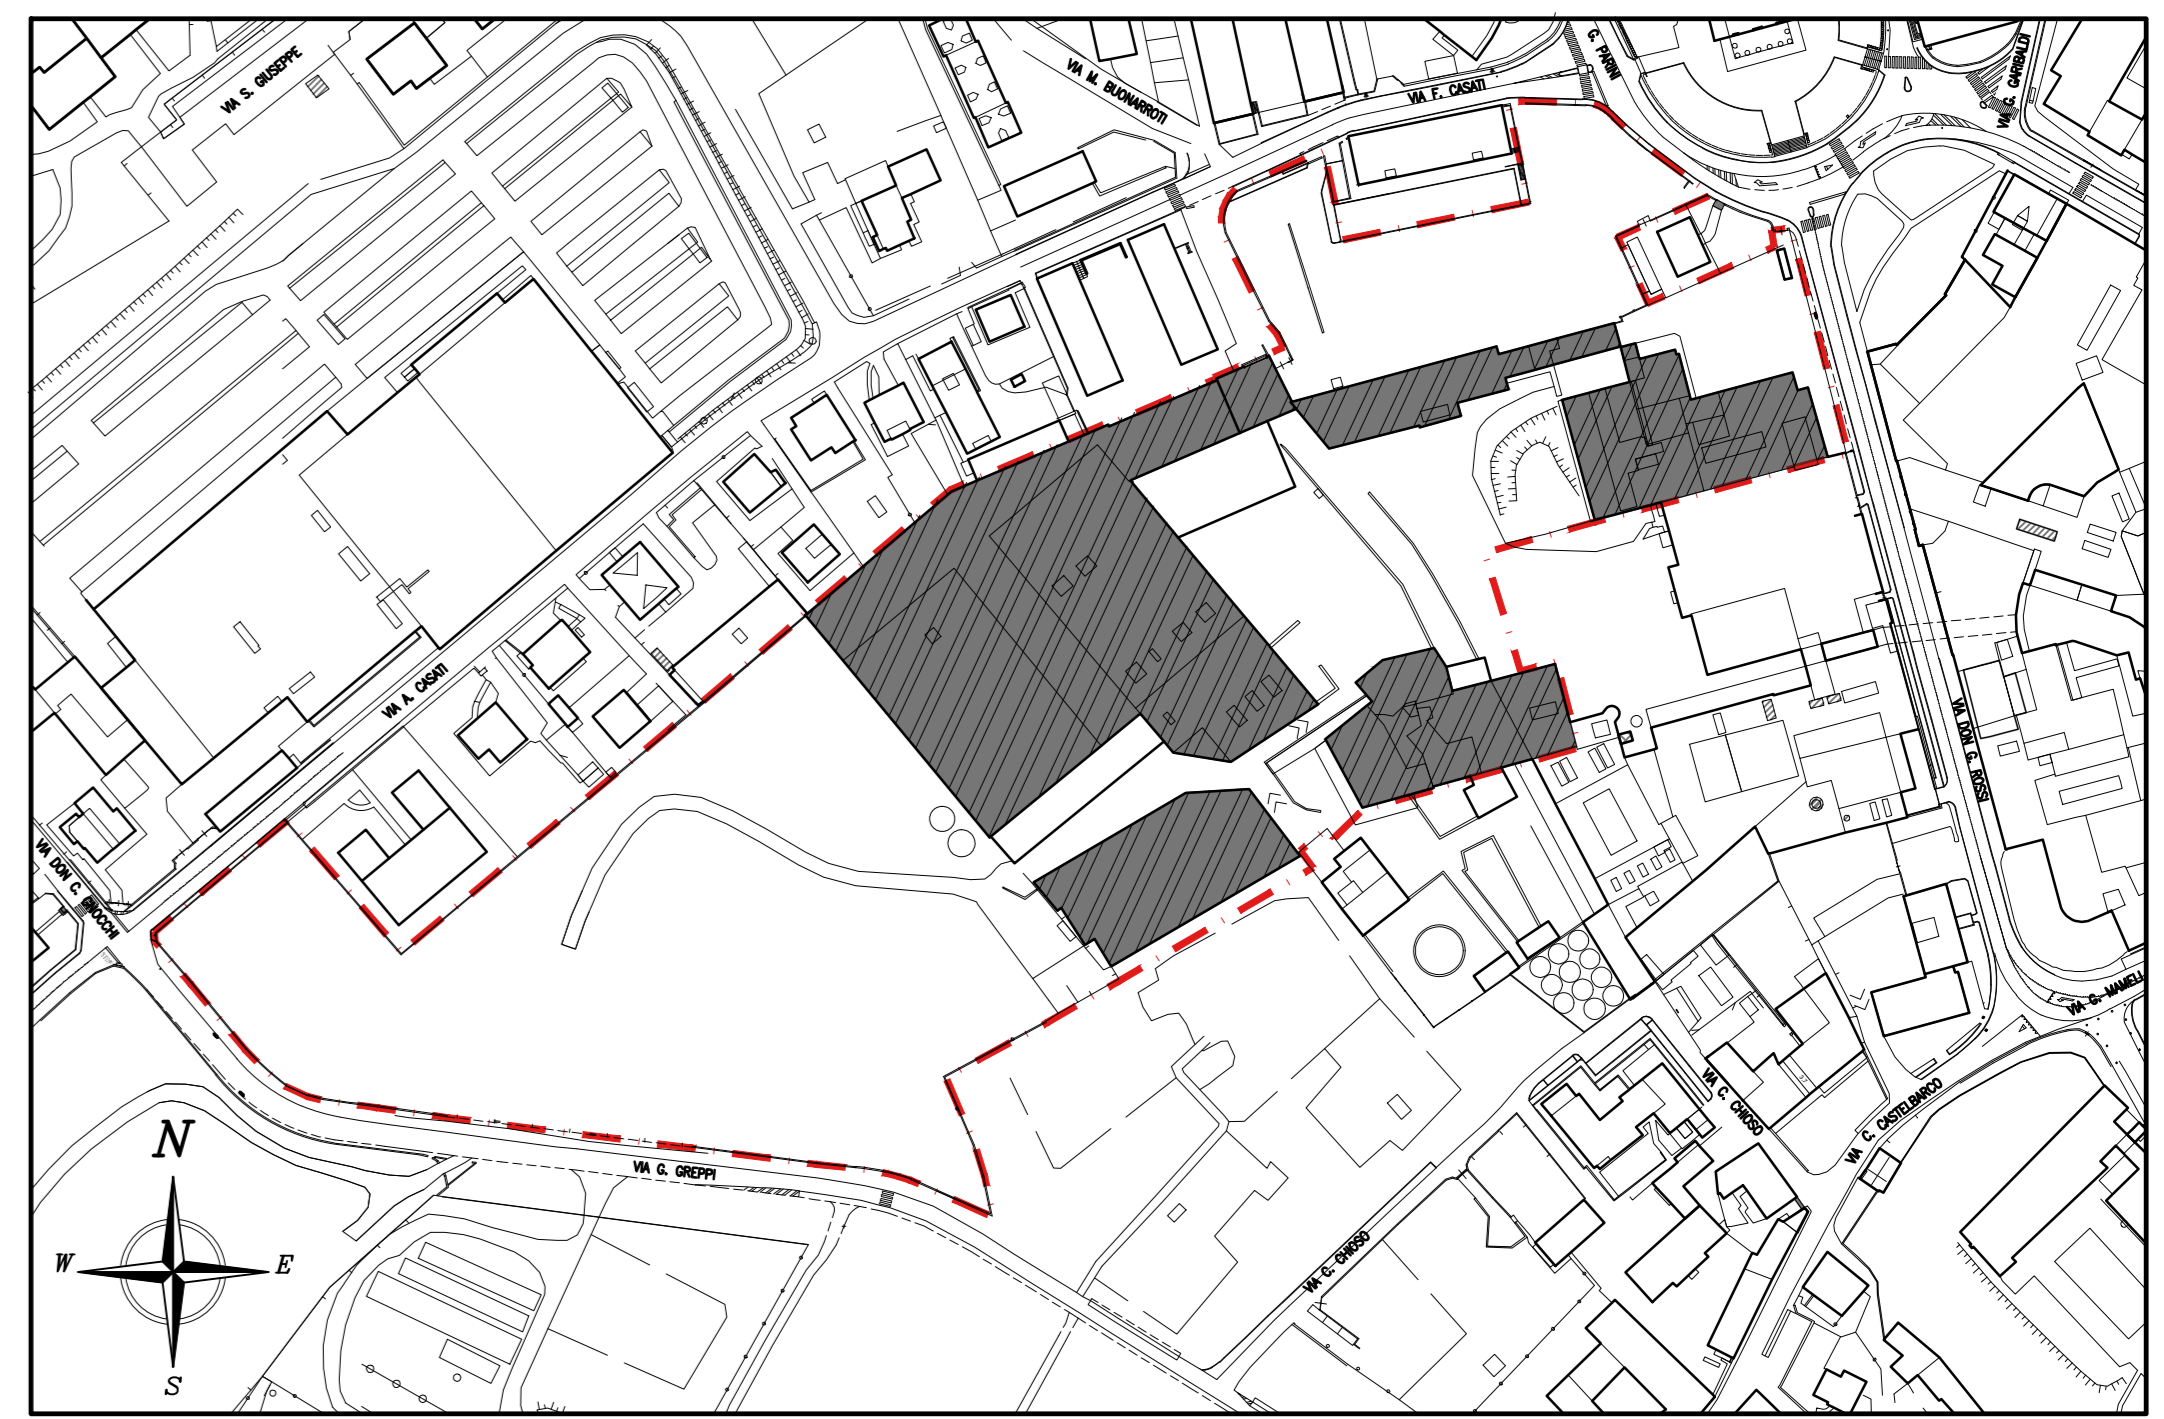 VIA S. GIUSEPPE
VIA M. BUONARROTI
VIA F. CASATI
G. PARINI
VIA G. GARIBALDI
VIA A. CASATI
VIA DON G. ROSSI
VIA DON C. GNOCCHI
VIA G. MAMELI
VIA C. CHIOSO
VIA C. CASTELBARCO
VIA G. GREPPI
VIA C. CHIOSO
N
W
E
S